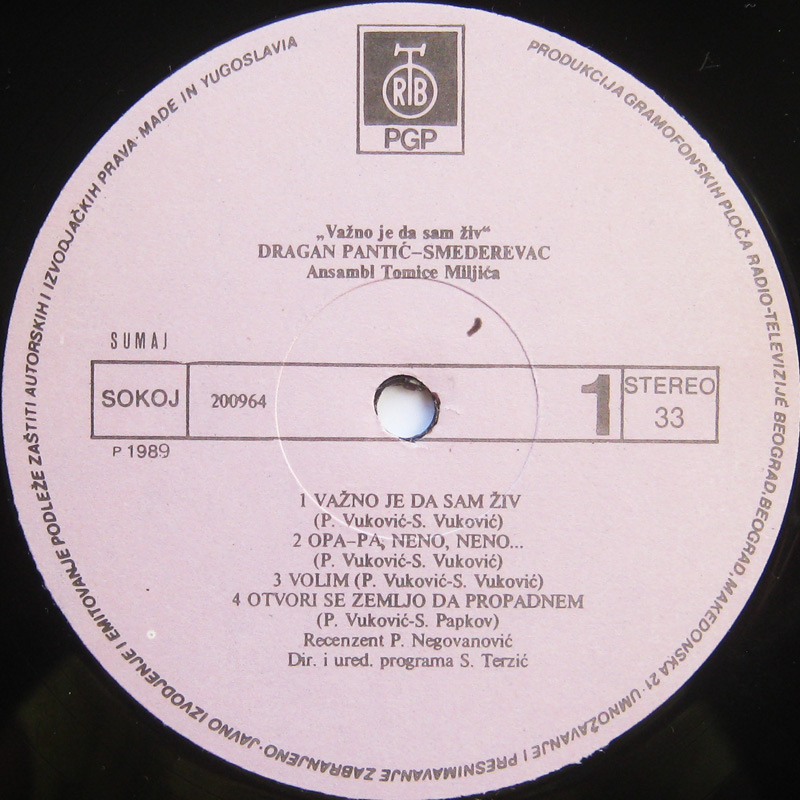 RTB
PGP
PRODUKCIJA GRAMOFONSKIH PLOČA RADIO-TELEVIZIJE BEOGRAD, BEOGRAD, MAKEDONSKA 21 · UMNOŽAVANJE I PRESNIMAVANJE ZABRANJENO · JAVNO IZVODJENJE I EMITOVANJE PODLEŽE ZAŠTITI AUTORSKIH I IZVODJAČKIH PRAVA · MADE IN YUGOSLAVIA
„Važno je da sam živ“
DRAGAN PANTIĆ–SMEDEREVAC
Ansambl Tomice Miljića
SUMAJ
SOKOJ 200964 1 STEREO
33
P 1989
1 VAŽNO JE DA SAM ŽIV
(P. Vuković-S. Vuković)
2 OPA–PA, NENO, NENO...
(P. Vuković-S. Vuković)
3 VOLIM (P. Vuković-S. Vuković)
4 OTVORI SE ZEMLJO DA PROPADNEM
(P. Vuković-S. Papkov)
Recenzent P. Negovanović
Dir. i ured. programa S. Terzić